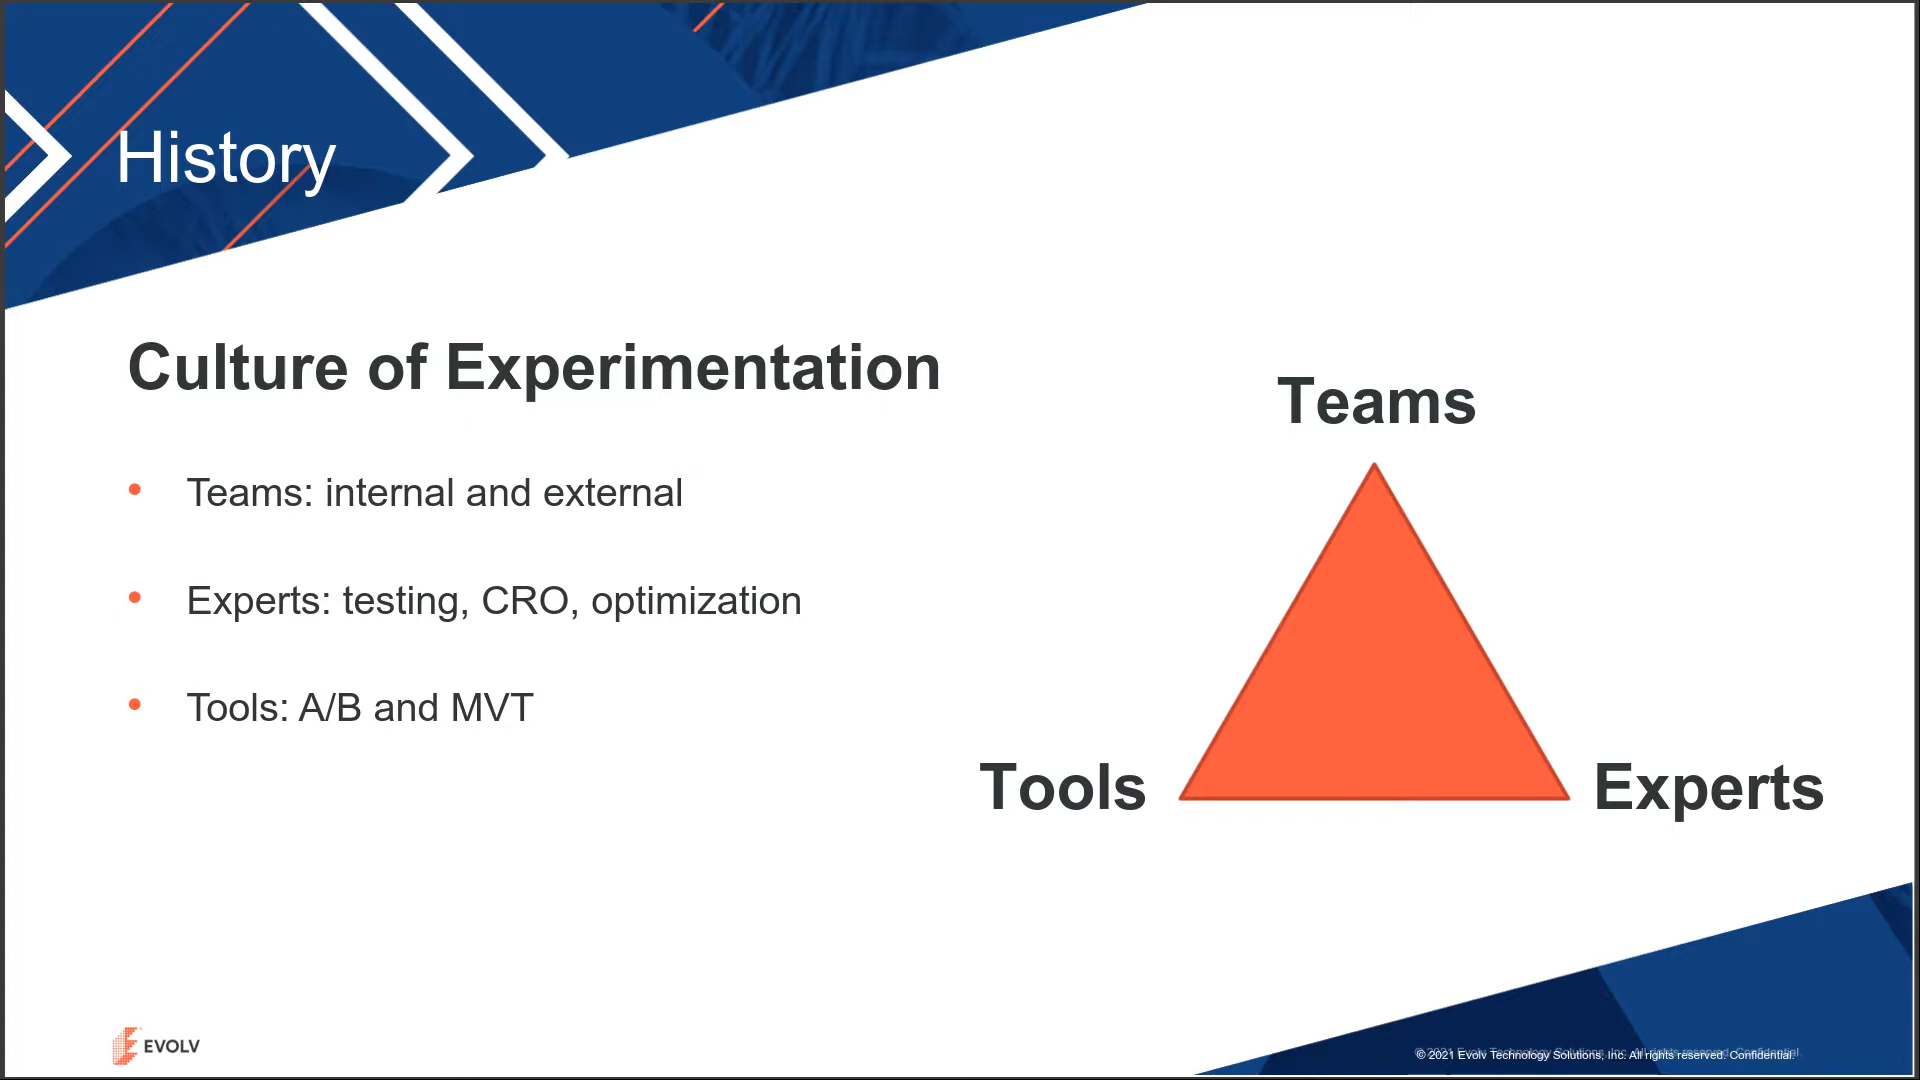 History
Culture of Experimentation
• Teams: internal and external
• Experts: testing, CRO, optimization
• Tools: A/B and MVT
Teams
Tools
Experts
EVOLV
© 2021 Evolv Technology Solutions, Inc. All rights reserved. Confidential.